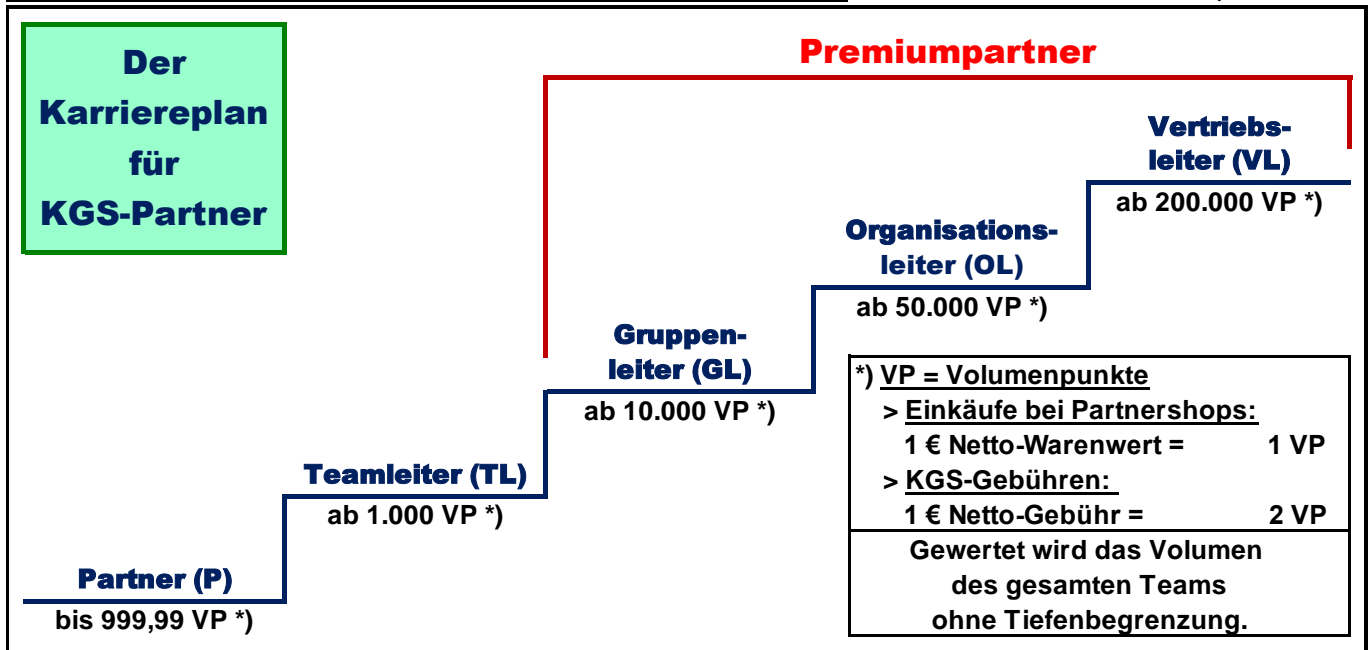 Der
Karriereplan
für
KGS-Partner
Premiumpartner
Vertriebs-
leiter (VL)
ab 200.000 VP *)
Organisations-
leiter (OL)
ab 50.000 VP *)
Gruppen-
leiter (GL)
ab 10.000 VP *)
Teamleiter (TL)
ab 1.000 VP *)
Partner (P)
bis 999,99 VP *)
*) VP = Volumenpunkte
> Einkäufe bei Partnershops:
1 € Netto-Warenwert = 1 VP
> KGS-Gebühren:
1 € Netto-Gebühr = 2 VP
Gewertet wird das Volumen
des gesamten Teams
ohne Tiefenbegrenzung.